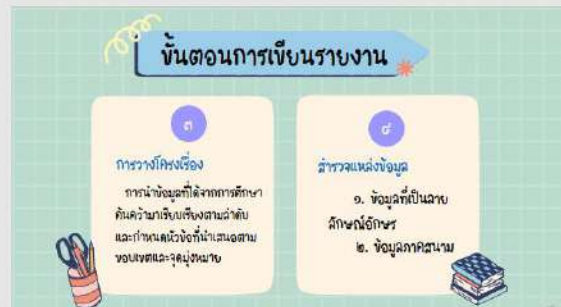 ขั้นตอนการเขียนรายงาน
๓
การวางโครงเรื่อง
การนำข้อมูลที่ได้จากการศึกษา
ค้นคว้ามาเรียบเรียงตามลำดับ
และกำหนดหัวข้อที่นำเสนอตาม
ขอบเขตและจุดมุ่งหมาย
๔
สำรวจแหล่งข้อมูล
๑. ข้อมูลที่เป็นลาย
ลักษณ์อักษร
๒. ข้อมูลภาคสนาม